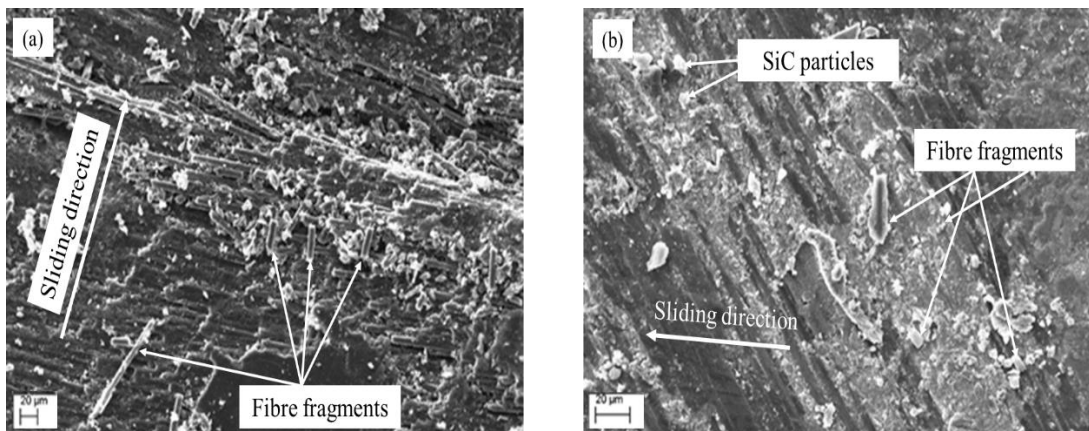 (a)
Sliding direction
Fibre fragments
20 µm
(b)
SiC particles
Fibre fragments
Sliding direction
20 µm